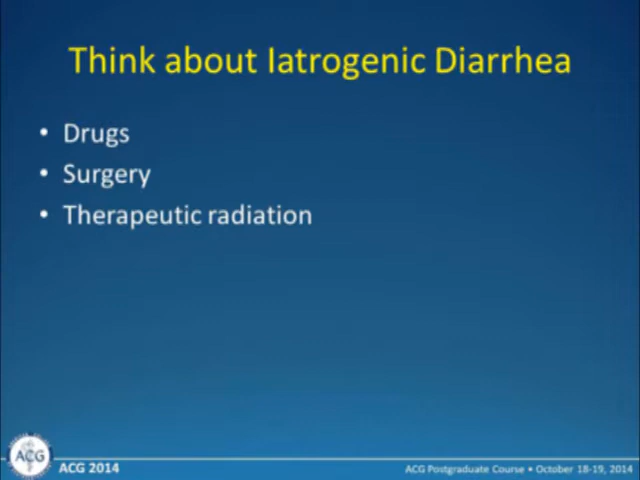 Think about Iatrogenic Diarrhea
• Drugs
• Surgery
• Therapeutic radiation
ACG
ACG 2014
ACG Postgraduate Course • October 18-19, 2014